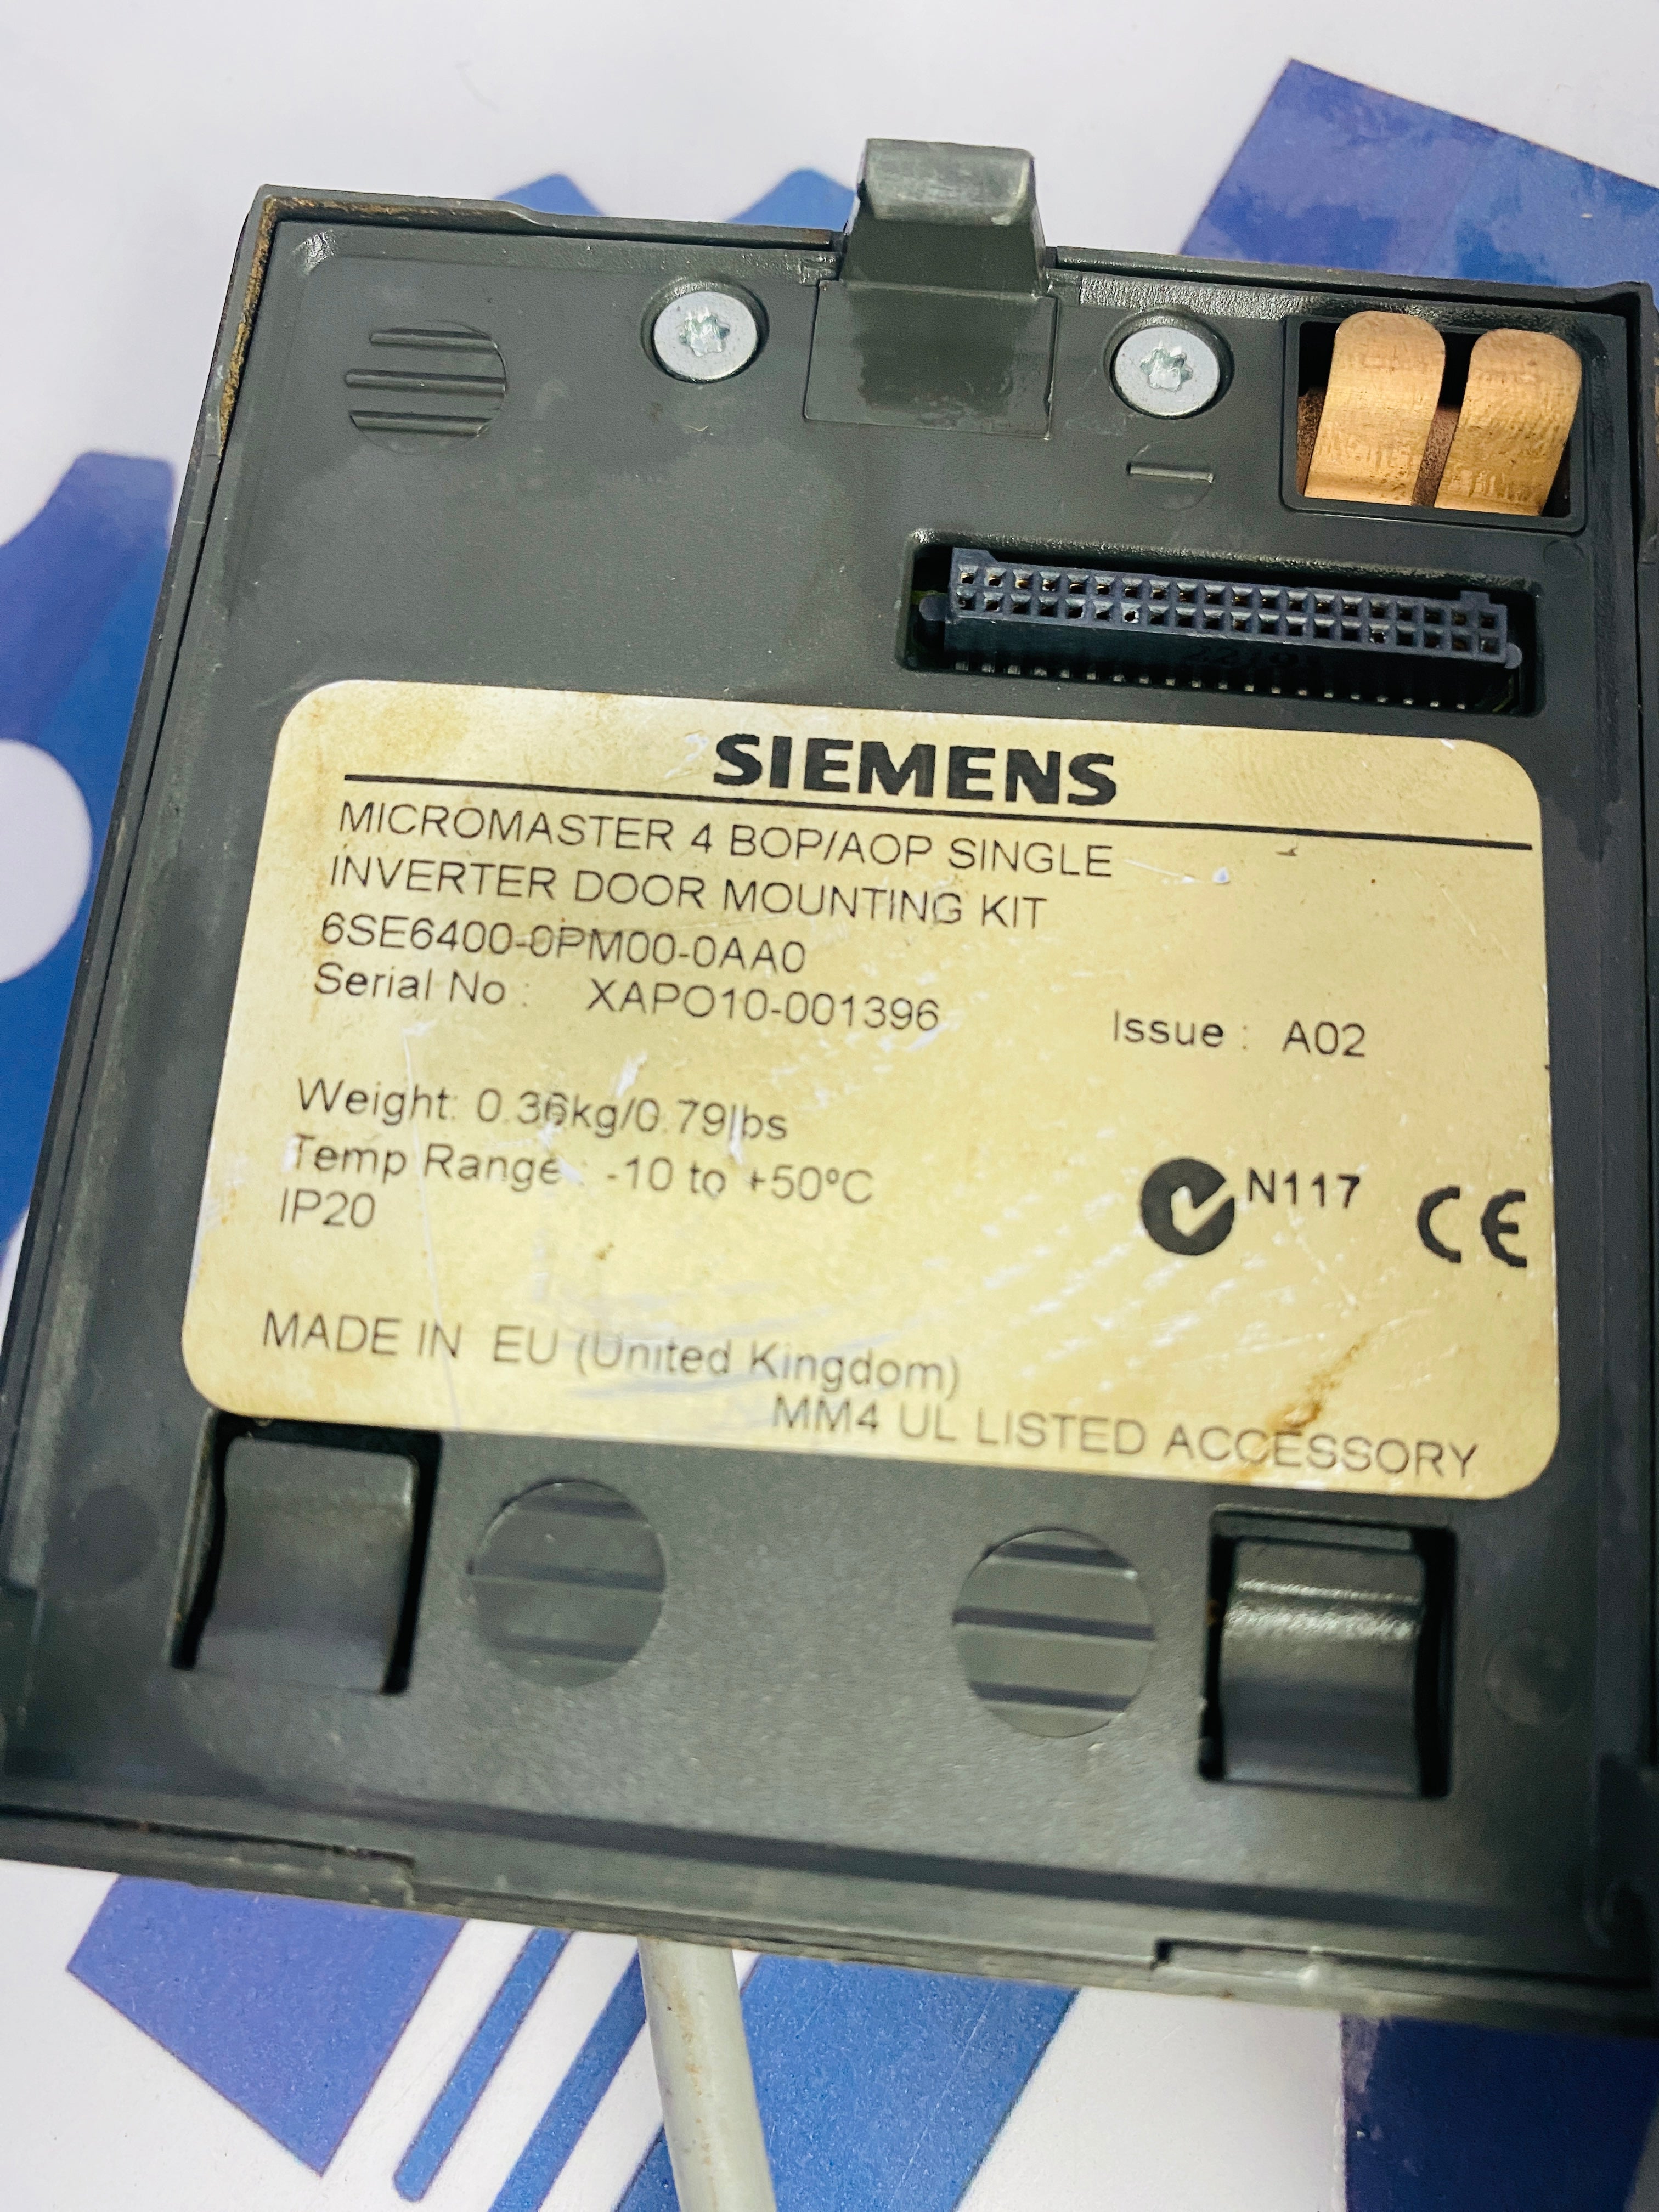 SIEMENS
MICROMASTER 4 BOP/AOP SINGLE
INVERTER DOOR MOUNTING KIT
6SE6400-0PM00-0AA0
Serial No : XAPO10-001396
Issue : A02
Weight: 0.36kg/0.79lbs
Temp Range : -10 to +50ºC
IP20
N117 CE
MADE IN EU (United Kingdom)
MM4 UL LISTED ACCESSORY